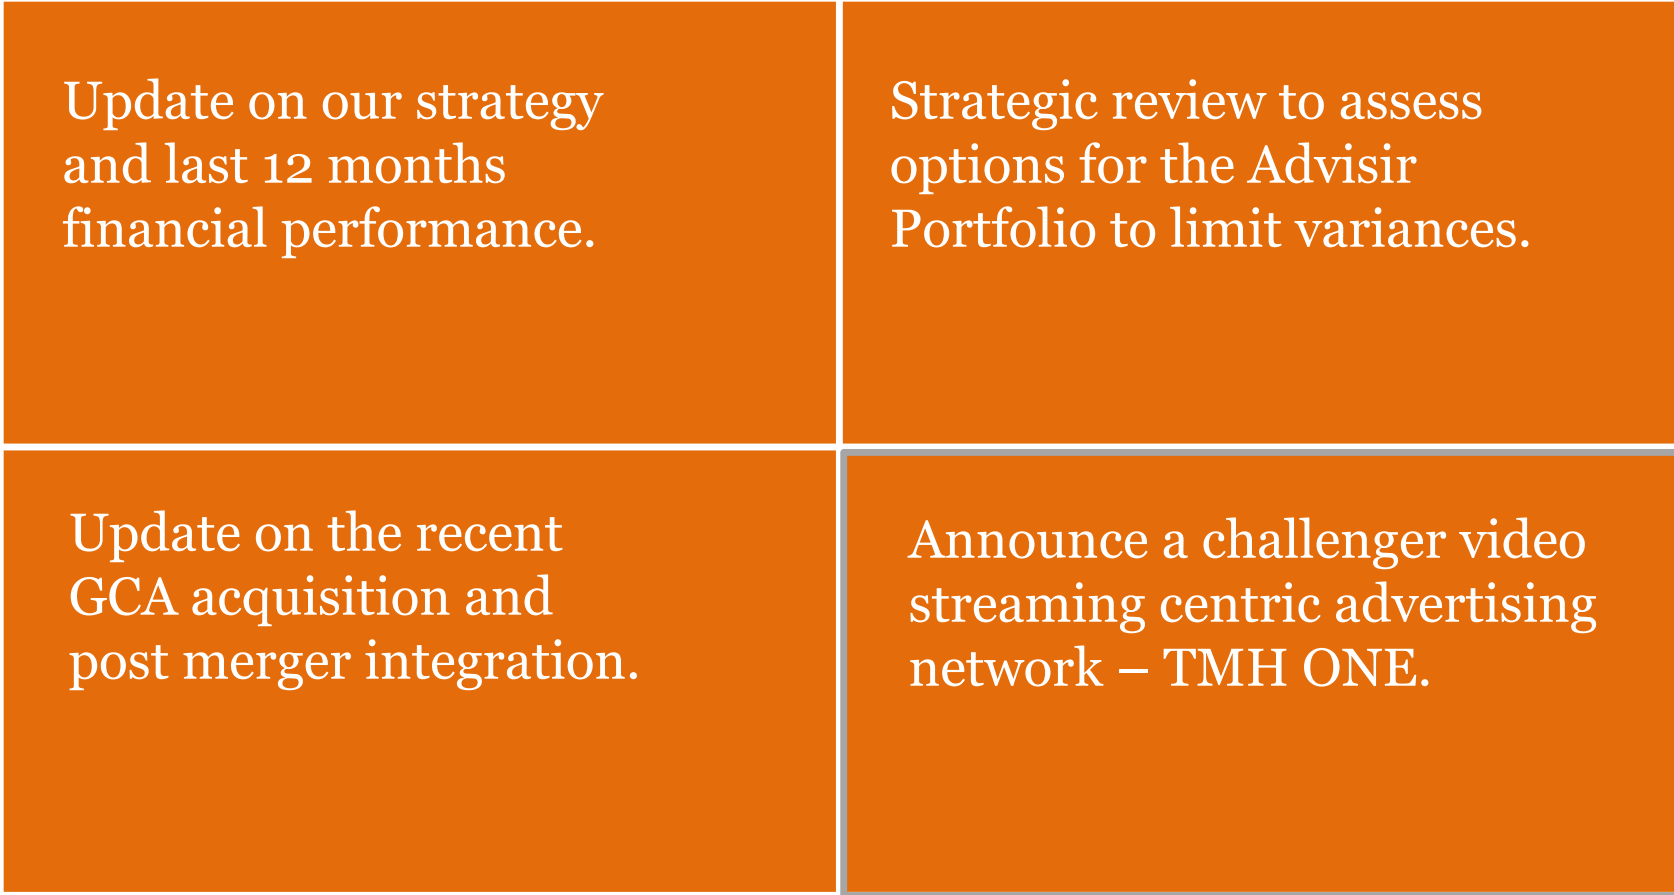 Update on our strategy
and last 12 months
financial performance.
Strategic review to assess
options for the Advisir
Portfolio to limit variances.
Update on the recent
GCA acquisition and
post merger integration.
Announce a challenger video
streaming centric advertising
network – TMH ONE.